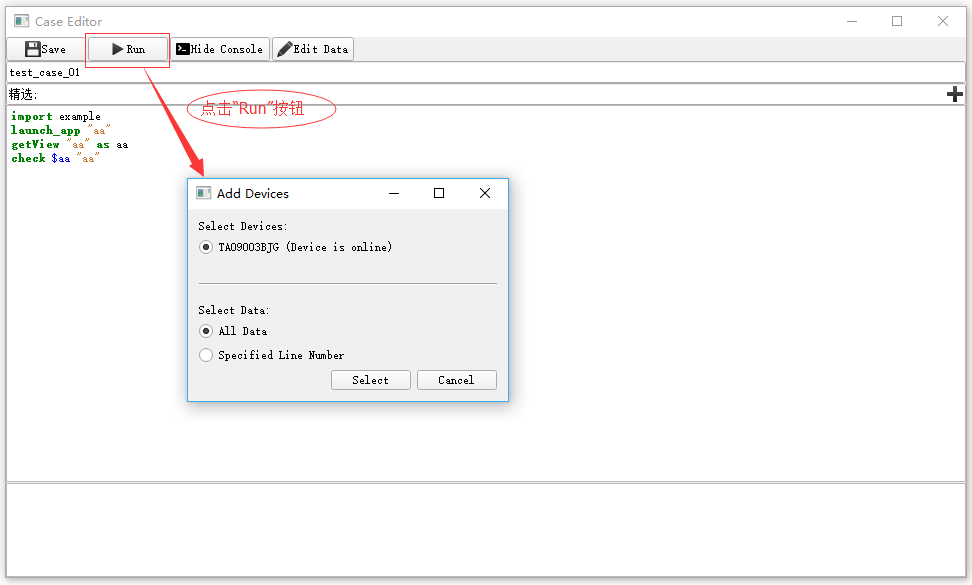 Case Editor
Save Run Hide Console Edit Data
test_case_01
精选:
点击“Run”按钮
import example
launch_app "aa"
getView "aa" as aa
check $aa "aa"
Add Devices
Select Devices:
TA09003BJG (Device is online)
Select Data:
All Data
Specified Line Number
Select Cancel